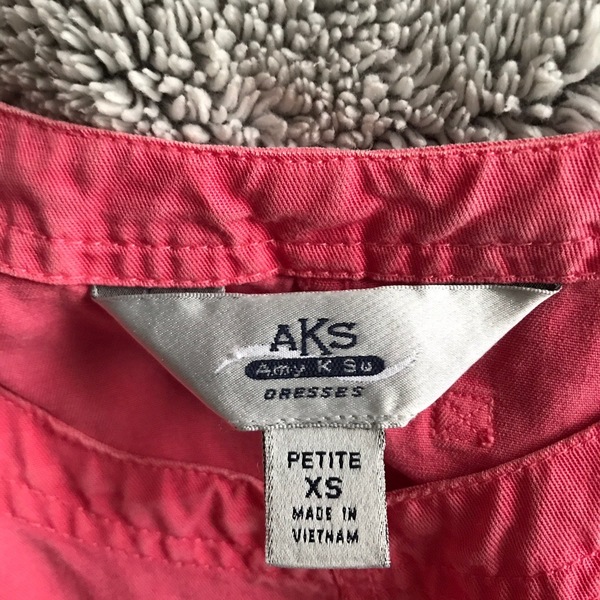 AKS
Amy K Su
DRESSES
PETITE
XS
MADE IN
VIETNAM